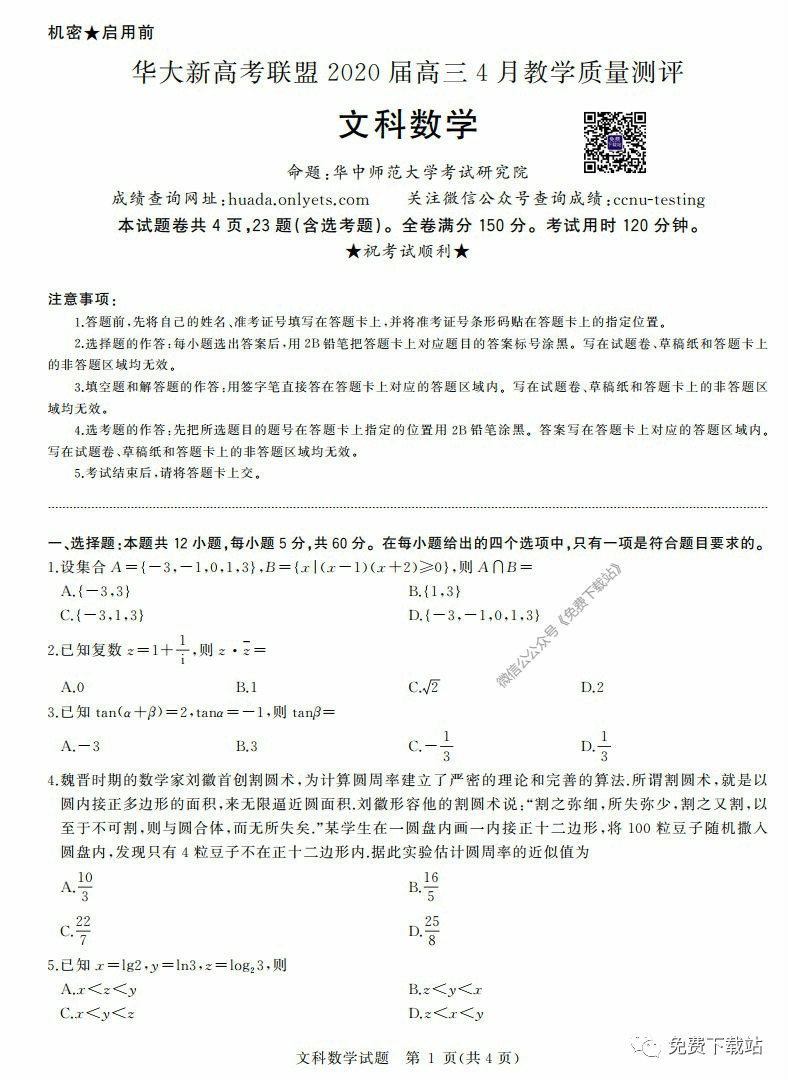 机密★启用前
华大新高考联盟 2020 届高三 4 月教学质量测评
文科数学
免费
下载站
命题:华中师范大学考试研究院
成绩查询网址:huada.onlyets.com 关注微信公众号查询成绩:ccnu-testing
本试题卷共 4 页,23 题(含选考题)。全卷满分 150 分。考试用时 120 分钟。
★祝考试顺利★
注意事项:
1.答题前,先将自己的姓名、准考证号填写在答题卡上,并将准考证号条形码贴在答题卡上的指定位置。
2.选择题的作答:每小题选出答案后,用 2B 铅笔把答题卡上对应题目的答案标号涂黑。写在试题卷、草稿纸和答题卡上
的非答题区域均无效。
3.填空题和解答题的作答:用签字笔直接答在答题卡上对应的答题区域内。写在试题卷、草稿纸和答题卡上的非答题区
域均无效。
4.选考题的作答:先把所选题目的题号在答题卡上指定的位置用 2B 铅笔涂黑。答案写在答题卡上对应的答题区域内。
写在试题卷、草稿纸和答题卡上的非答题区域均无效。
5.考试结束后,请将答题卡上交。
一、选择题:本题共 12 小题,每小题 5 分,共 60 分。在每小题给出的四个选项中,只有一项是符合题目要求的。
1.设集合 A={-3,-1,0,1,3},B={x|(x-1)(x+2)≥0},则 A∩B=
A.{-3,3} B.{1,3}
C.{-3,1,3} D.{-3,-1,0,1,3}
微信公公众号《免费下载站》
2.已知复数 z=1+1/i,则 z·z̄=
A.0 B.1 C.√2 D.2
3.已知 tan(α+β)=2,tanα=-1,则 tanβ=
A.-3 B.3 C.-1/3 D.1/3
4.魏晋时期的数学家刘徽首创割圆术,为计算圆周率建立了严密的理论和完善的算法.所谓割圆术,就是以
圆内接正多边形的面积,来无限逼近圆面积.刘徽形容他的割圆术说:“割之弥细,所失弥少,割之又割,以
至于不可割,则与圆合体,而无所失矣.”某学生在一圆盘内画一内接正十二边形,将 100 粒豆子随机撒入
圆盘内,发现只有 4 粒豆子不在正十二边形内.据此实验估计圆周率的近似值为
A.10/3 B.16/5
C.22/7 D.25/8
5.已知 x=lg2,y=ln3,z=log₂3,则
A.x<z<y B.z<y<x
C.x<y<z D.z<x<y
文科数学试题 第 1 页(共 4 页)
免费下载站